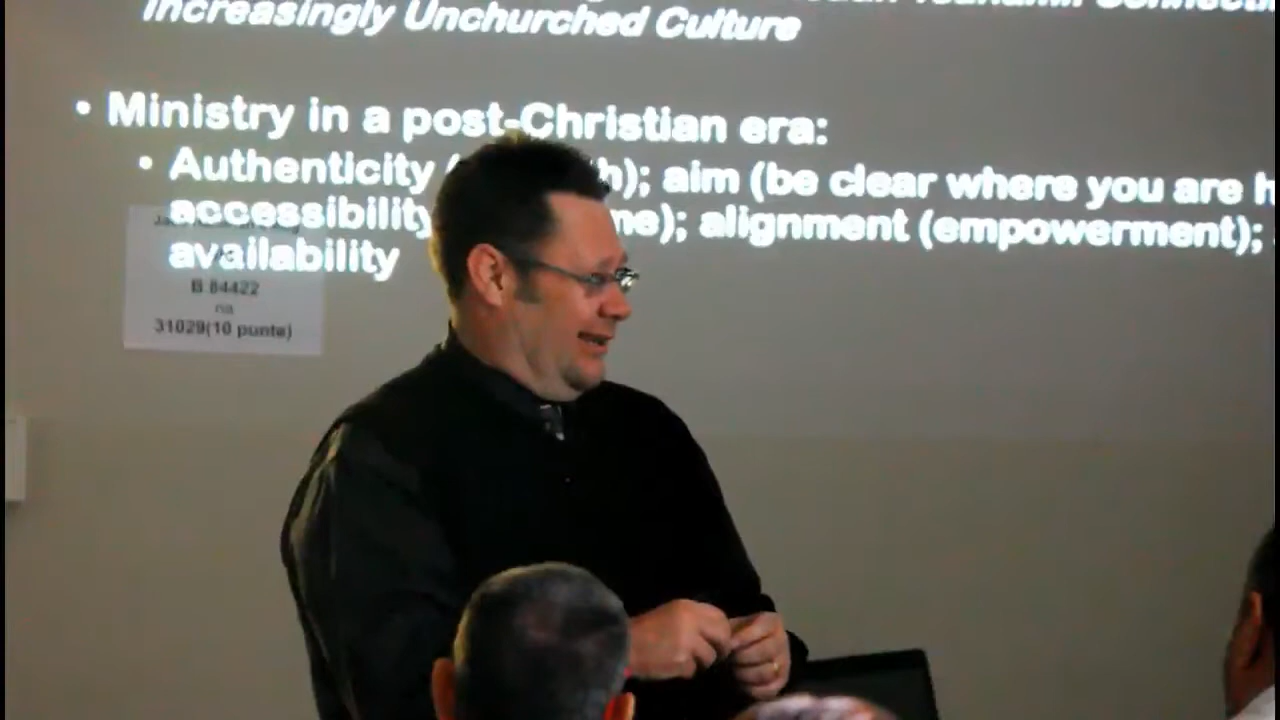 Increasingly Unchurched Culture
• Ministry in a post-Christian era:
• Authenticity ( h); aim (be clear where you are h
accessibility me); alignment (empowerment);
availability
B 84422
na
31029(10 punte)